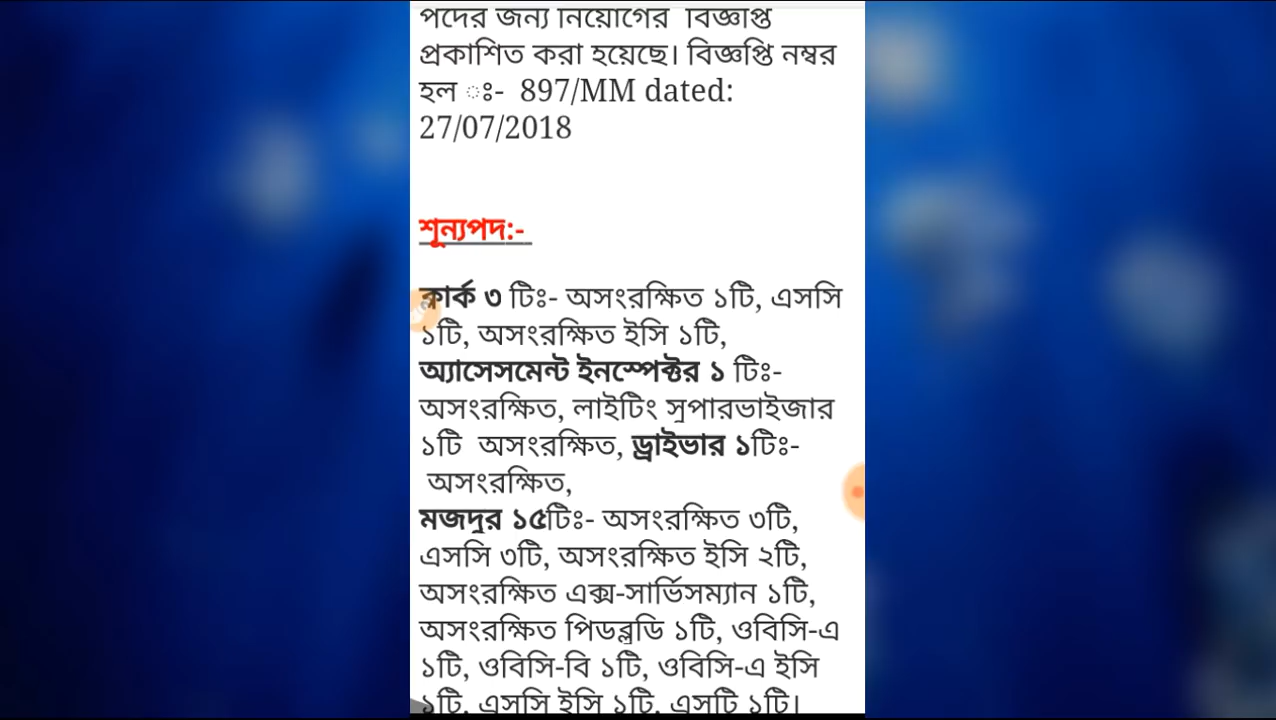 পদের জন্য নিয়োগের বিজ্ঞপ্তি
প্রকাশিত করা হয়েছে। বিজ্ঞপ্তি নম্বর
হল ঃ- 897/MM dated:
27/07/2018
শূন্যপদ:-
ক্লার্ক ৩ টিঃ- অসংরক্ষিত ১টি, এসসি
১টি, অসংরক্ষিত ইসি ১টি,
অ্যাসেসমেন্ট ইনস্পেক্টর ১ টিঃ-
অসংরক্ষিত, লাইটিং সুপারভাইজার
১টি অসংরক্ষিত, ড্রাইভার ১টিঃ-
অসংরক্ষিত,
মজদুর ১৫টিঃ- অসংরক্ষিত ৩টি,
এসসি ৩টি, অসংরক্ষিত ইসি ২টি,
অসংরক্ষিত এক্স-সার্ভিসম্যান ১টি,
অসংরক্ষিত পিডব্লুডি ১টি, ওবিসি-এ
১টি, ওবিসি-বি ১টি, ওবিসি-এ ইসি
১টি, এসসি ইসি ১টি, এসটি ১টি।